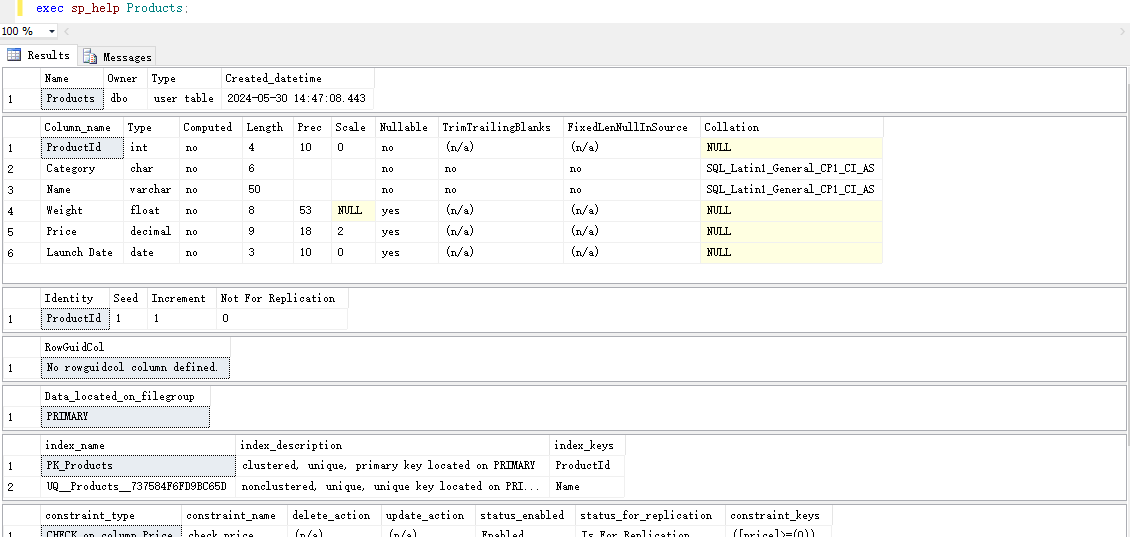 exec sp_help Products;
100 %
Results Messages
Name Owner Type Created_datetime
1 Products dbo user table 2024-05-30 14:47:08.443
Column_name Type Computed Length Prec Scale Nullable TrimTrailingBlanks FixedLenNullInSource Collation
1 ProductId int no 4 10 0 no (n/a) (n/a) NULL
2 Category char no 6 no no no SQL_Latin1_General_CP1_CI_AS
3 Name varchar no 50 no no no SQL_Latin1_General_CP1_CI_AS
4 Weight float no 8 53 NULL yes (n/a) (n/a) NULL
5 Price decimal no 9 18 2 yes (n/a) (n/a) NULL
6 Launch Date date no 3 10 0 yes (n/a) (n/a) NULL
Identity Seed Increment Not For Replication
1 ProductId 1 1 0
RowGuidCol
1 No rowguidcol column defined.
Data_located_on_filegroup
1 PRIMARY
index_name index_description index_keys
1 PK_Products clustered, unique, primary key located on PRIMARY ProductId
2 UQ__Products__737584F6FD9BC65D nonclustered, unique, unique key located on PRI... Name
constraint_type constraint_name delete_action update_action status_enabled status_for_replication constraint_keys
1 CHECK on column Price check_price (n/a) (n/a) Enabled Is_For_Replication ([price]>=(0))